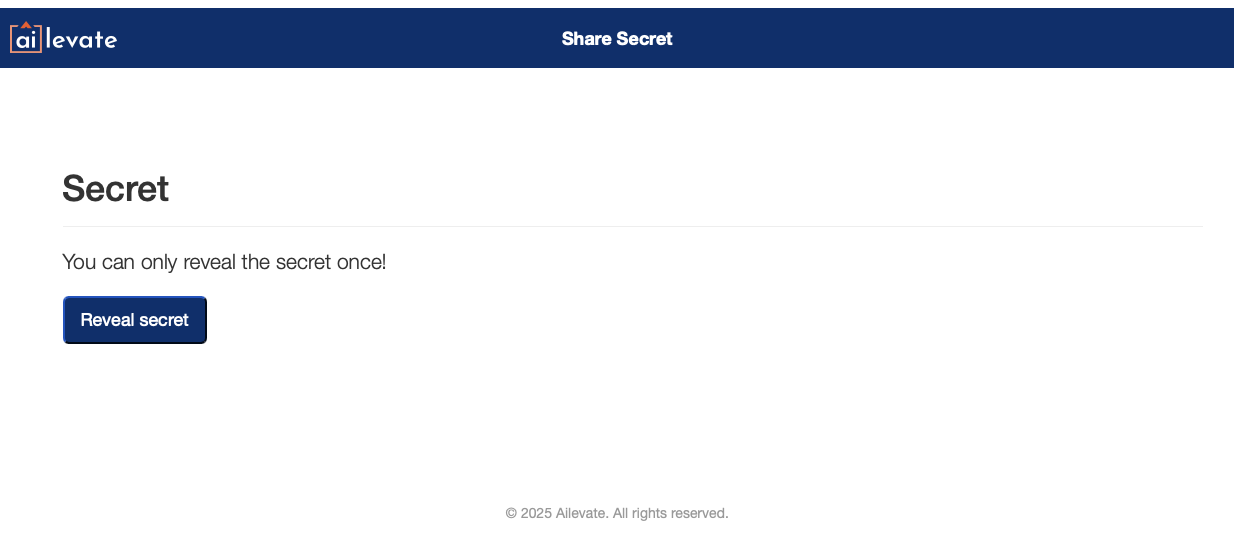 ailevate
Share Secret
Secret
You can only reveal the secret once!
Reveal secret
© 2025 Ailevate. All rights reserved.